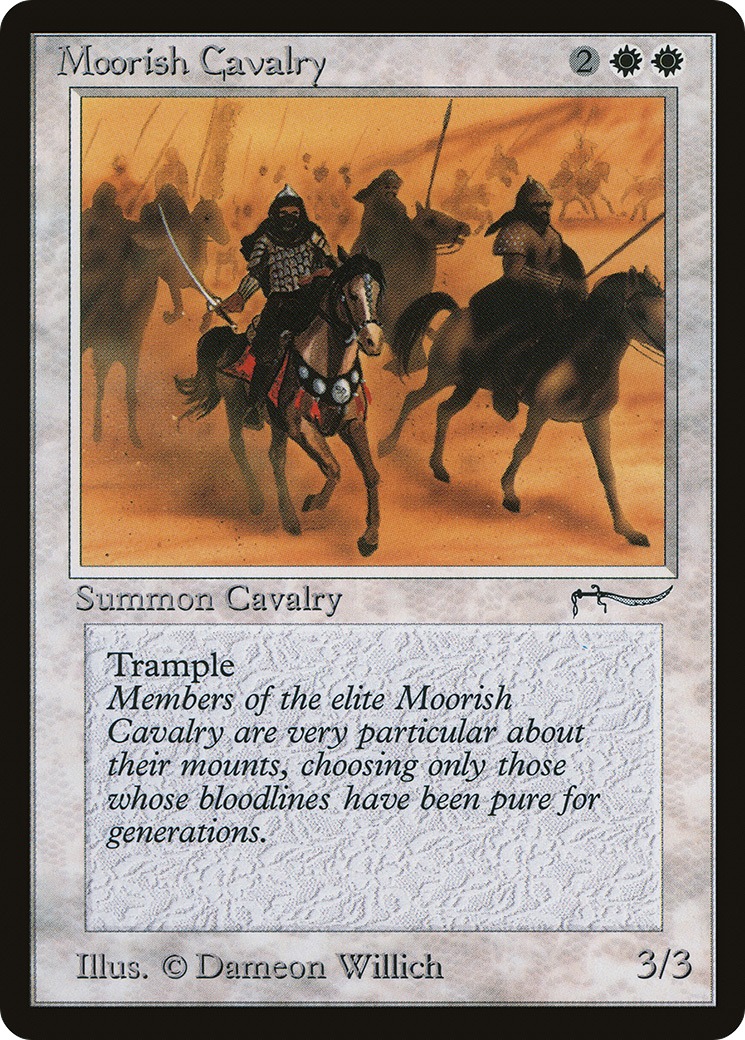 Moorish Cavalry 2
Summon Cavalry
Trample
Members of the elite Moorish
Cavalry are very particular about
their mounts, choosing only those
whose bloodlines have been pure for
generations.
Illus. © Dameon Willich 3/3